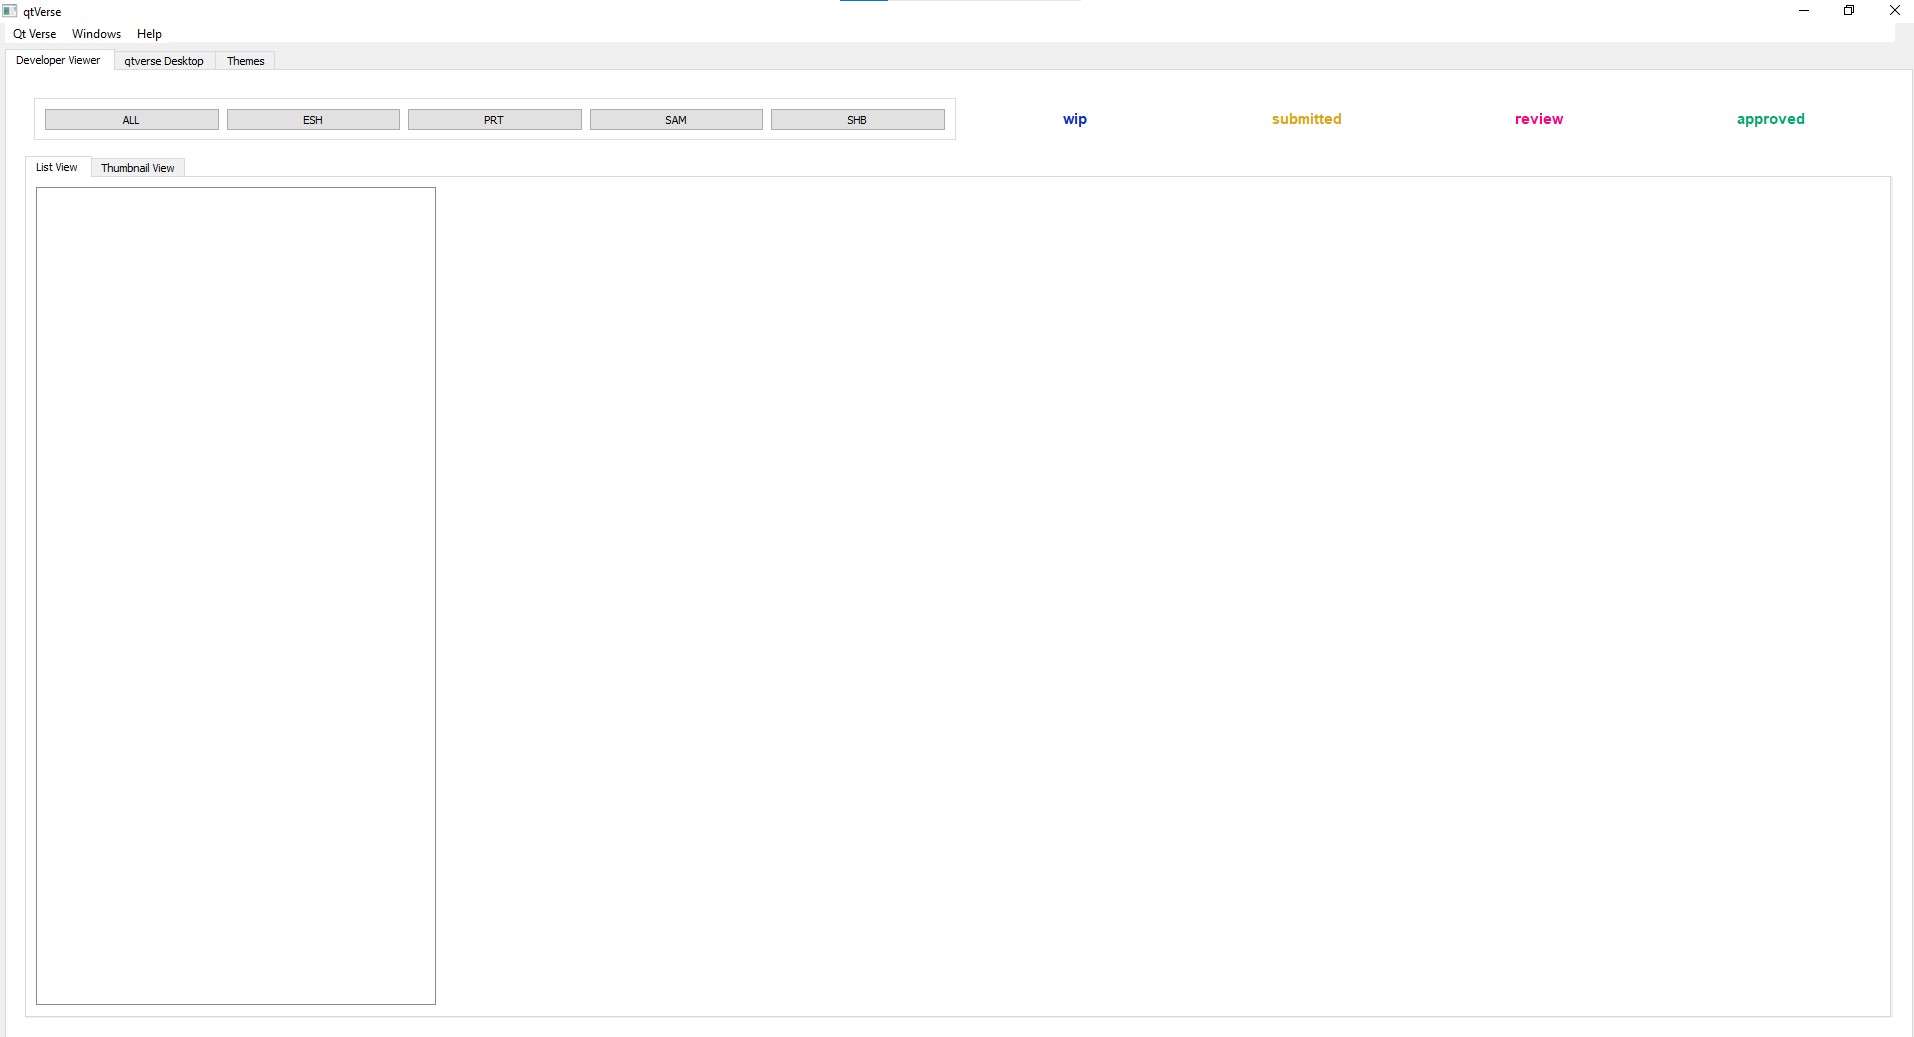 qtVerse
Qt Verse Windows Help
Developer Viewer qtverse Desktop Themes
ALL ESH PRT SAM SHB wip submitted review approved
List View Thumbnail View